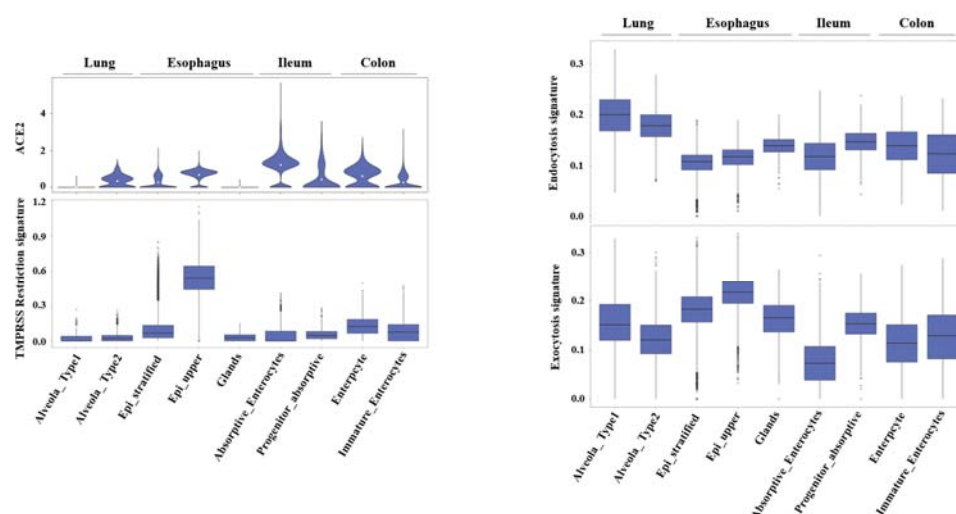 Lung Esophagus Ileum Colon
ACE2
4
2
0
TMPRSS Restriction signature
1.2
0.9
0.6
0.3
0.0
Alveola_Type1
Alveola_Type2
Epi_stratified
Epi_upper
Glands
Absorptive_Enterocytes
Progenitor_absorptive
Enterpcyte
Immature_Enterocytes
Lung Esophagus Ileum Colon
Endocytosis signature
0.3
0.2
0.1
0.0
Exocytosis signature
0.3
0.2
0.1
0.0
Alveola_Type1
Alveola_Type2
Epi_stratified
Epi_upper
Glands
Absorptive_Enterocytes
Progenitor_absorptive
Enterpcyte
Immature_Enterocytes